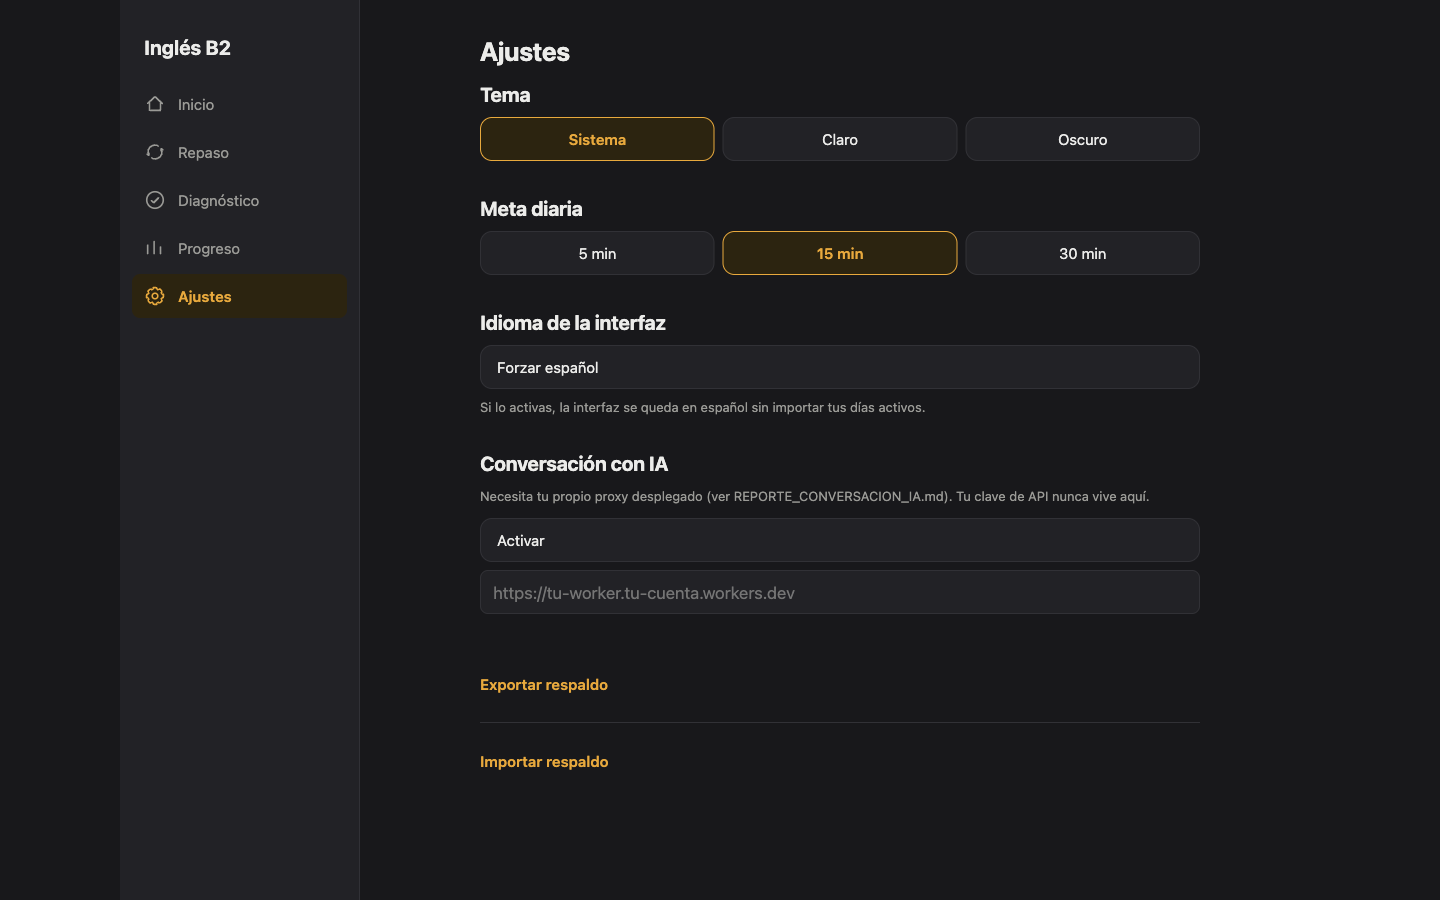 Inglés B2
Inicio
Repaso
Diagnóstico
Progreso
Ajustes
Ajustes
Tema
Sistema
Claro
Oscuro
Meta diaria
5 min
15 min
30 min
Idioma de la interfaz
Forzar español
Si lo activas, la interfaz se queda en español sin importar tus días activos.
Conversación con IA
Necesita tu propio proxy desplegado (ver REPORTE_CONVERSACION_IA.md). Tu clave de API nunca vive aquí.
Activar
https://tu-worker.tu-cuenta.workers.dev
Exportar respaldo
Importar respaldo